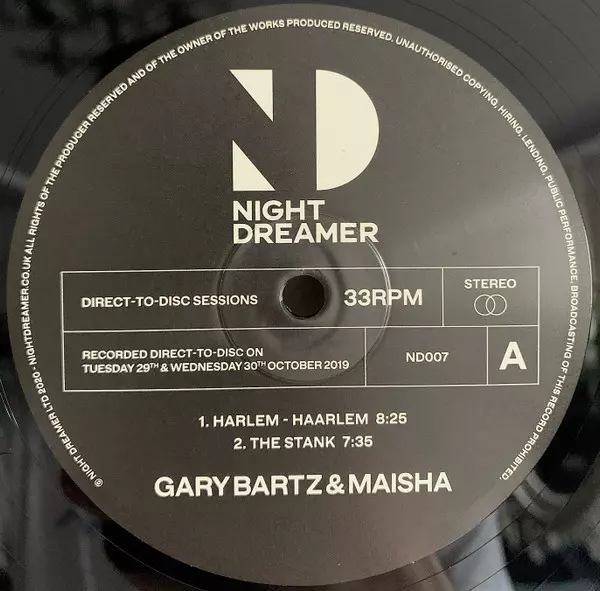 ℗ NIGHT DREAMER LTD 2020 - NIGHTDREAMER.CO.UK ALL RIGHTS OF THE PRODUCER RESERVED AND OF THE OWNER OF THE WORKS PRODUCED RESERVED. UNAUTHORISED COPYING, HIRING, LENDING, PUBLIC PERFORMANCE, BROADCASTING OF THIS RECORD PROHIBITED.
ND
NIGHT
DREAMER
DIRECT-TO-DISC SESSIONS 33RPM STEREO
RECORDED DIRECT-TO-DISC ON
TUESDAY 29TH & WEDNESDAY 30TH OCTOBER 2019
ND007
A
1. HARLEM - HAARLEM 8:25
2. THE STANK 7:35
GARY BARTZ & MAISHA